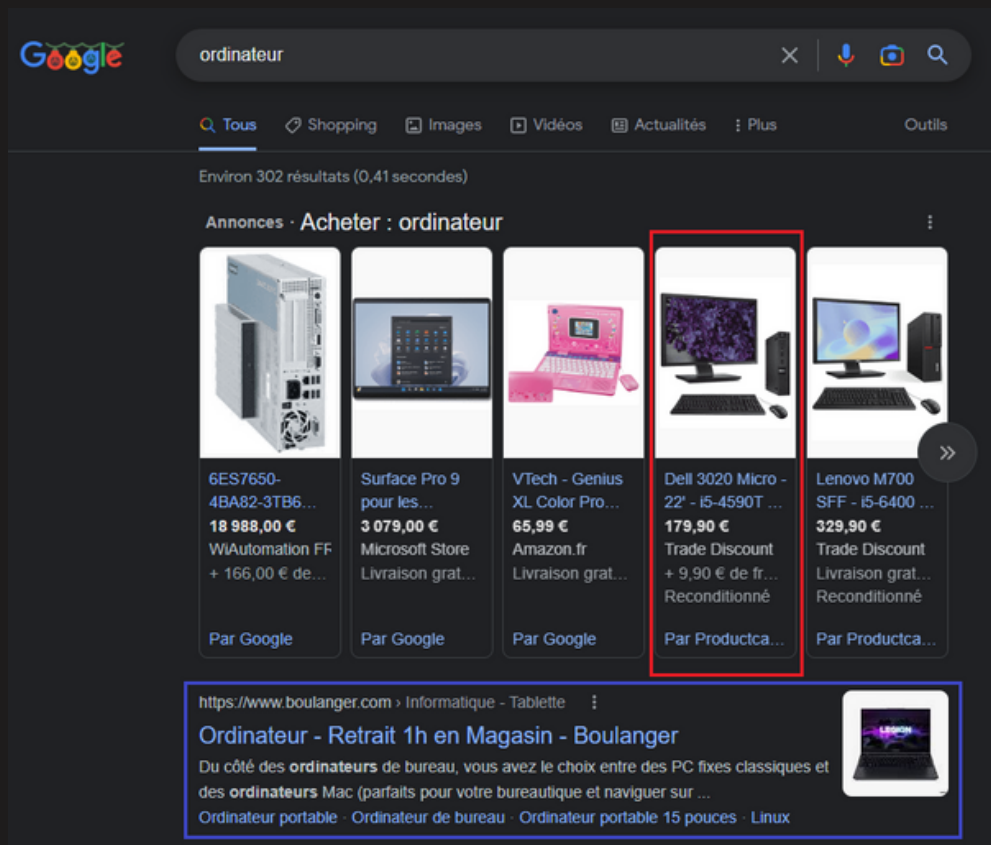 Google
ordinateur
Tous Shopping Images Vidéos Actualités Plus Outils
Environ 302 résultats (0,41 secondes)
Annonces · Acheter : ordinateur
6ES7650-
4BA82-3TB6...
18 988,00 €
WiAutomation FR
+ 166,00 € de...
Par Google
Surface Pro 9
pour les...
3 079,00 €
Microsoft Store
Livraison grat...
Par Google
VTech - Genius
XL Color Pro...
65,99 €
Amazon.fr
Livraison grat...
Par Google
Dell 3020 Micro -
22' - i5-4590T ...
179,90 €
Trade Discount
+ 9,90 € de fr...
Reconditionné
Par Productca...
Lenovo M700
SFF - i5-6400 ...
329,90 €
Trade Discount
Livraison grat...
Reconditionné
Par Productca...
https://www.boulanger.com › Informatique - Tablette
Ordinateur - Retrait 1h en Magasin - Boulanger
LEGION
Du côté des ordinateurs de bureau, vous avez le choix entre des PC fixes classiques et
des ordinateurs Mac (parfaits pour votre bureautique et naviguer sur ...
Ordinateur portable · Ordinateur de bureau · Ordinateur portable 15 pouces · Linux